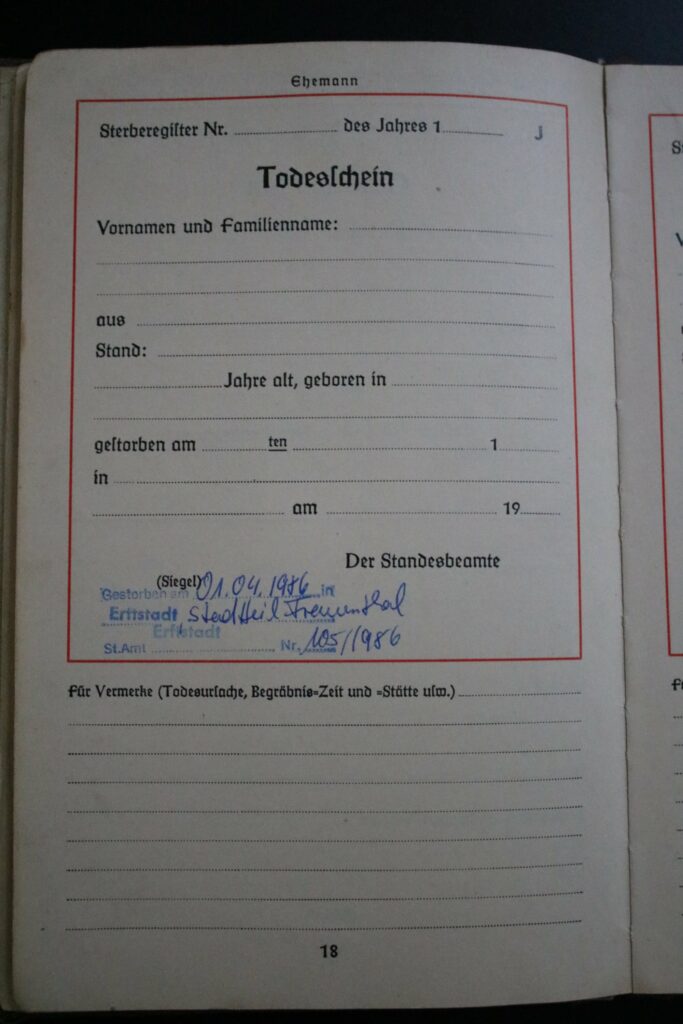 Ehemann
Sterberegister Nr. des Jahres 1 J
Todesschein
Vornamen und Familienname:
aus
Stand:
Jahre alt, geboren in
gestorben am ten 1
in
am 19
Der Standesbeamte
(Siegel)
Gestorben am 01.04.1986 in
Erftstadt Stadtteil Frauenthal
Erftstadt
St.Amt Nr. 105/1986
Für Vermerke (Todesursache, Begräbnis=Zeit und =Stätte usw.)
18